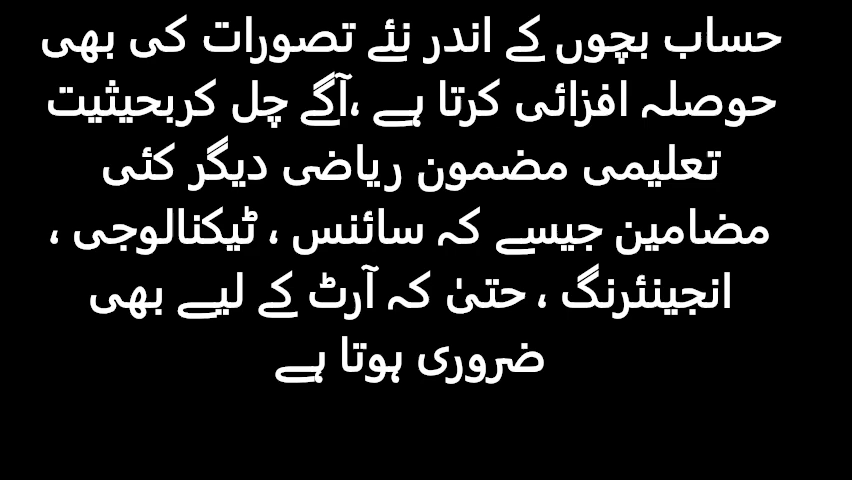 حساب بچوں کے اندر نئے تصورات کی بھی
حوصلہ افزائی کرتا ہے ،آگے چل کربحیثیت
تعلیمی مضمون ریاضی دیگر کئی
مضامین جیسے کہ سائنس ، ٹیکنالوجی ،
انجینئرنگ ، حتیٰ کہ آرٹ کے لیے بھی
ضروری ہوتا ہے